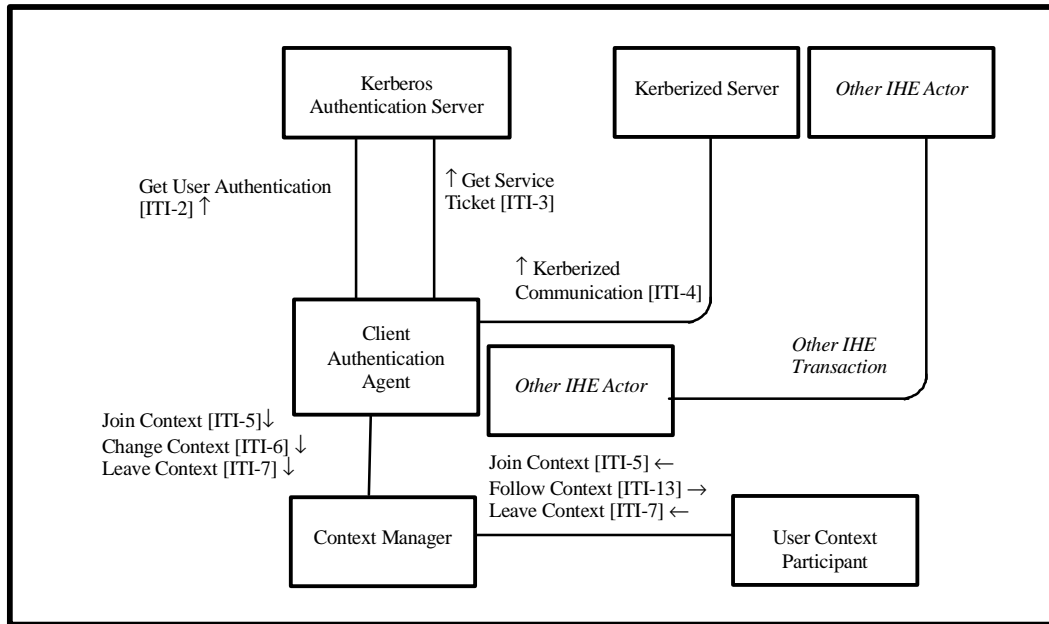 Kerberos
Authentication Server
Kerberized Server
Other IHE Actor
Get User Authentication
[ITI-2] ↑
↑ Get Service
Ticket [ITI-3]
↑ Kerberized
Communication [ITI-4]
Client
Authentication
Agent
Other IHE Actor
Other IHE
Transaction
Join Context [ITI-5]↓
Change Context [ITI-6] ↓
Leave Context [ITI-7] ↓
Join Context [ITI-5] ←
Follow Context [ITI-13] →
Leave Context [ITI-7] ←
Context Manager
User Context
Participant